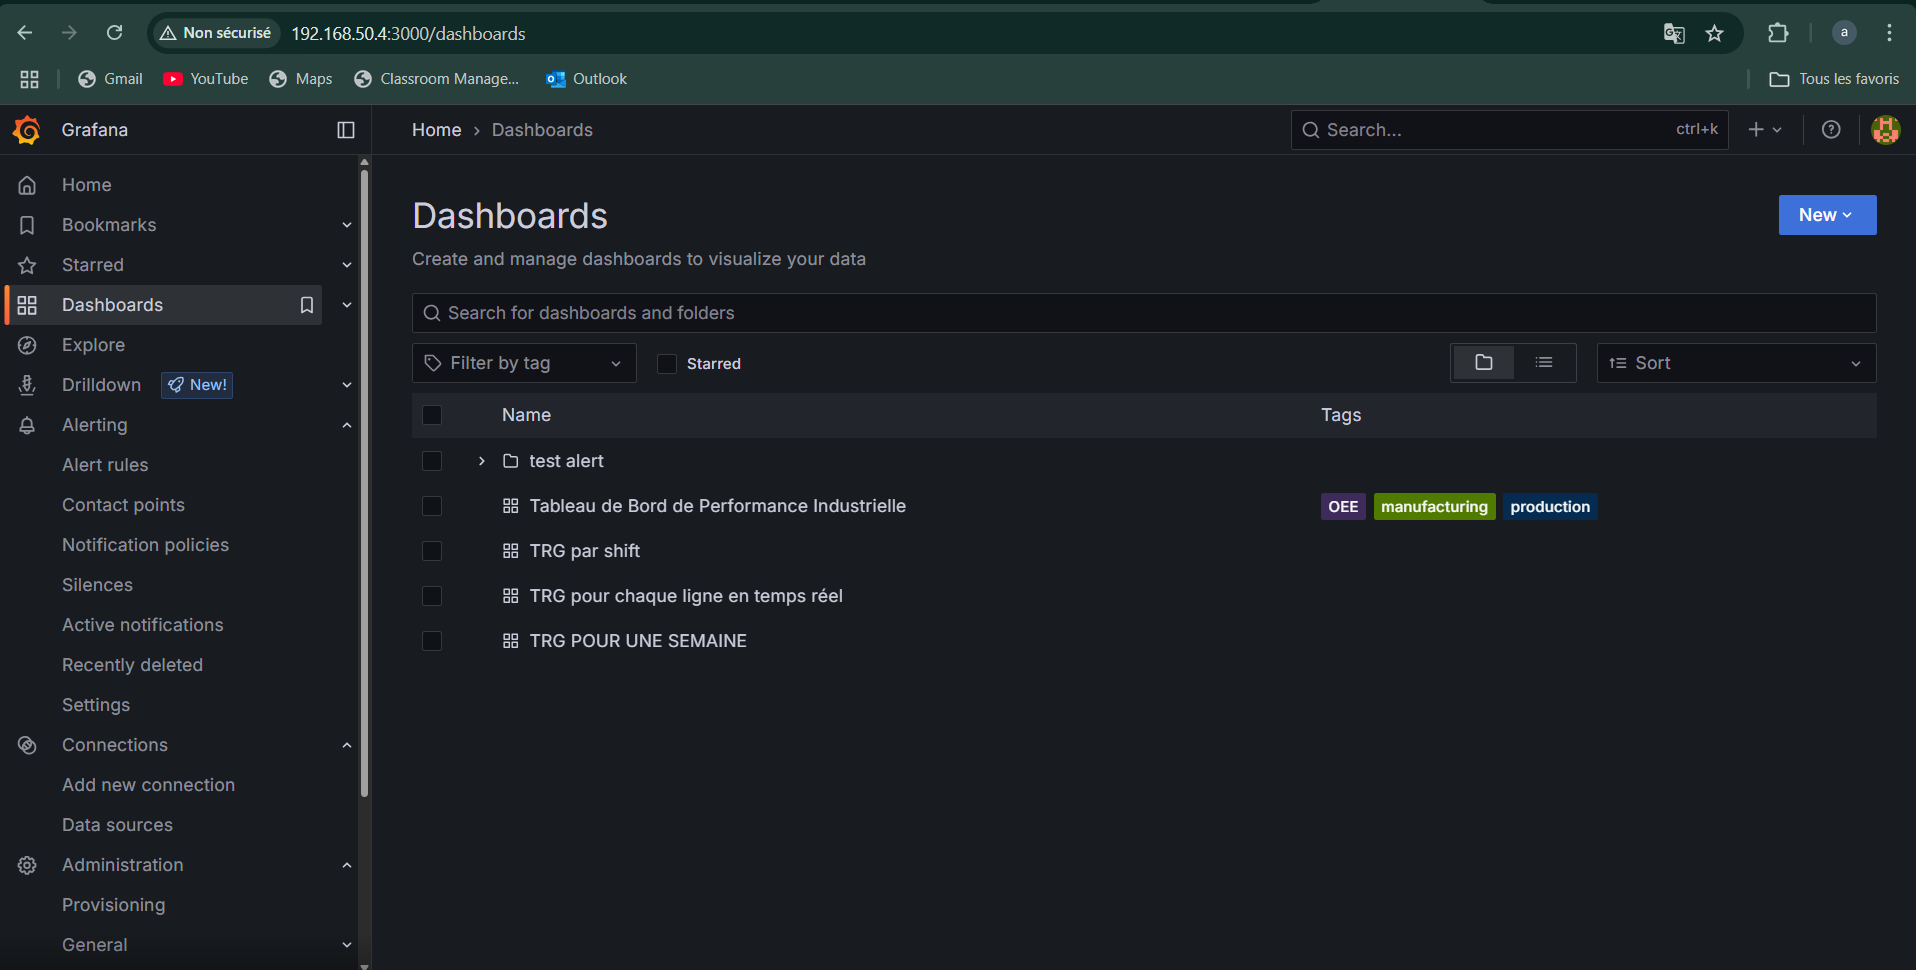 Non sécurisé 192.168.50.4:3000/dashboards a
Gmail YouTube Maps Classroom Manage... Outlook Tous les favoris
Grafana Home › Dashboards Search... ctrl+k
Home
Bookmarks
Starred
Dashboards
Explore
Drilldown New!
Alerting
Alert rules
Contact points
Notification policies
Silences
Active notifications
Recently deleted
Settings
Connections
Add new connection
Data sources
Administration
Provisioning
General
Dashboards
New
Create and manage dashboards to visualize your data
Search for dashboards and folders
Filter by tag Starred Sort
Name Tags
test alert
Tableau de Bord de Performance Industrielle OEE manufacturing production
TRG par shift
TRG pour chaque ligne en temps réel
TRG POUR UNE SEMAINE